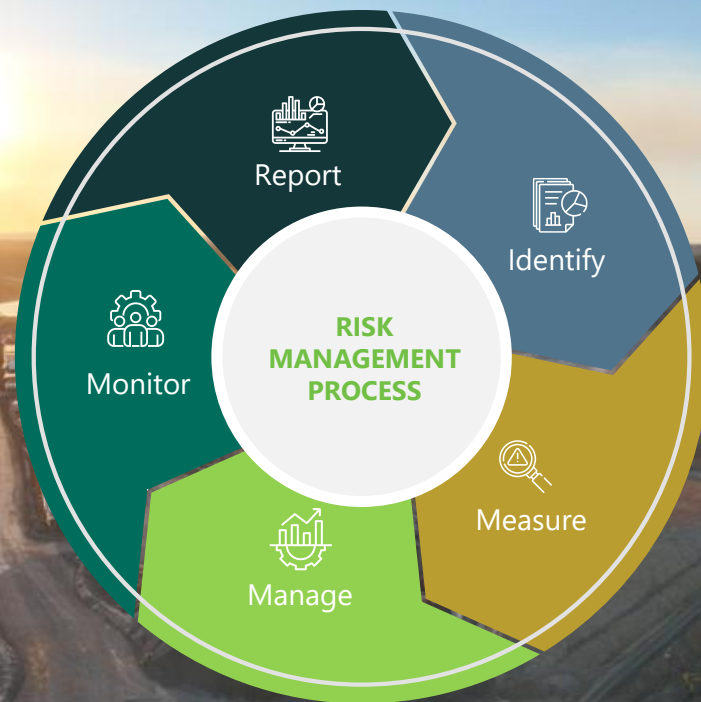 Report
Identify
RISK
MANAGEMENT
PROCESS
Monitor
Measure
Manage